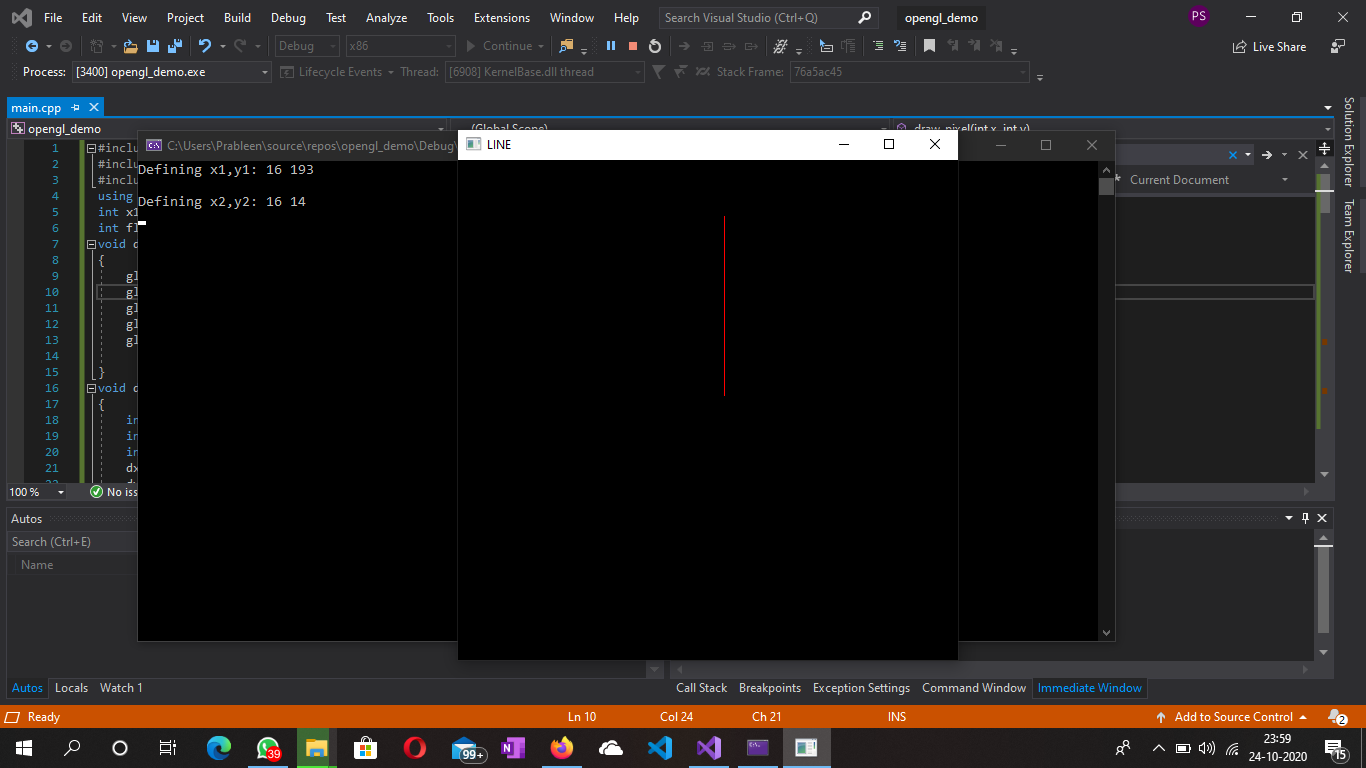 File Edit View Project Build Debug Test Analyze Tools Extensions Window Help Search Visual Studio (Ctrl+Q) opengl_demo PS
Debug x86 Continue Live Share
Process: [3400] opengl_demo.exe Lifecycle Events Thread: [6908] KernelBase.dll thread Stack Frame: 76a5ac45
main.cpp
opengl_demo (Global Scope) draw_pixel(int x, int y)
C:\Users\Prableen\source\repos\opengl_demo\Debug\
LINE
Defining x1,y1: 16 193
Defining x2,y2: 16 14
1 #inclu
2 #inclu
3 #inclu
4 using
5 int x1
6 int fl
7 void d
8 {
9 gl
10 gl
11 gl
12 gl
13 gl
14
15 }
16 void d
17 {
18 in
19 in
20 in
21 dx
22
Current Document
Solution Explorer
Team Explorer
100 % No iss
Autos
Search (Ctrl+E)
Name
Autos Locals Watch 1
Call Stack Breakpoints Exception Settings Command Window Immediate Window
Ready Ln 10 Col 24 Ch 21 INS Add to Source Control 2
39 99+ N
23:59
24-10-2020
15